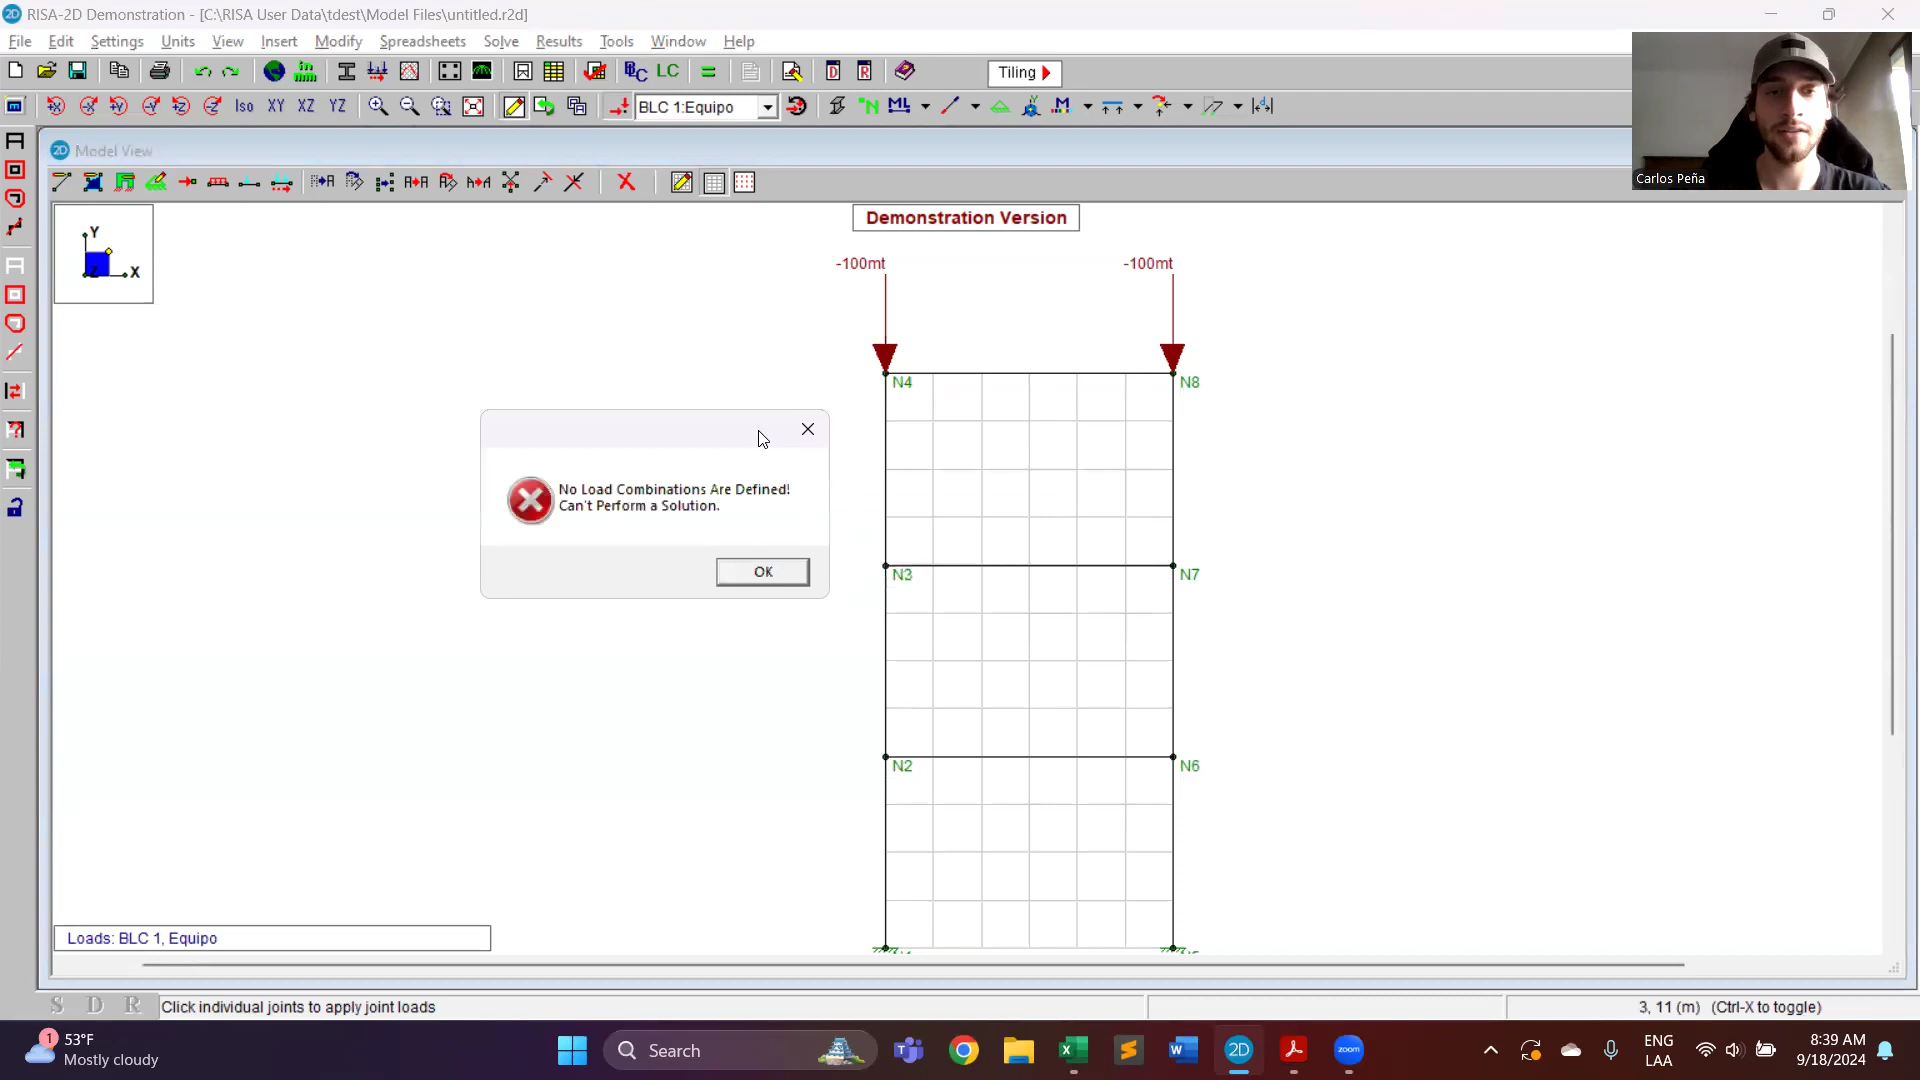 RISA-2D Demonstration - [C:\RISA User Data\tdest\Model Files\untitled.r2d]
File Edit Settings Units View Insert Modify Spreadsheets Solve Results Tools Window Help
Tiling
Iso XY XZ YZ
BLC 1:Equipo
Carlos Peña
Model View
Demonstration Version
Y
X
-100mt
-100mt
N4
N8
No Load Combinations Are Defined!
Can't Perform a Solution.
OK
N3
N7
N2
N6
Loads: BLC 1, Equipo
S D R
Click individual joints to apply joint loads
3, 11 (m) (Ctrl-X to toggle)
53°F
Mostly cloudy
Search
zoom
ENG
LAA
8:39 AM
9/18/2024